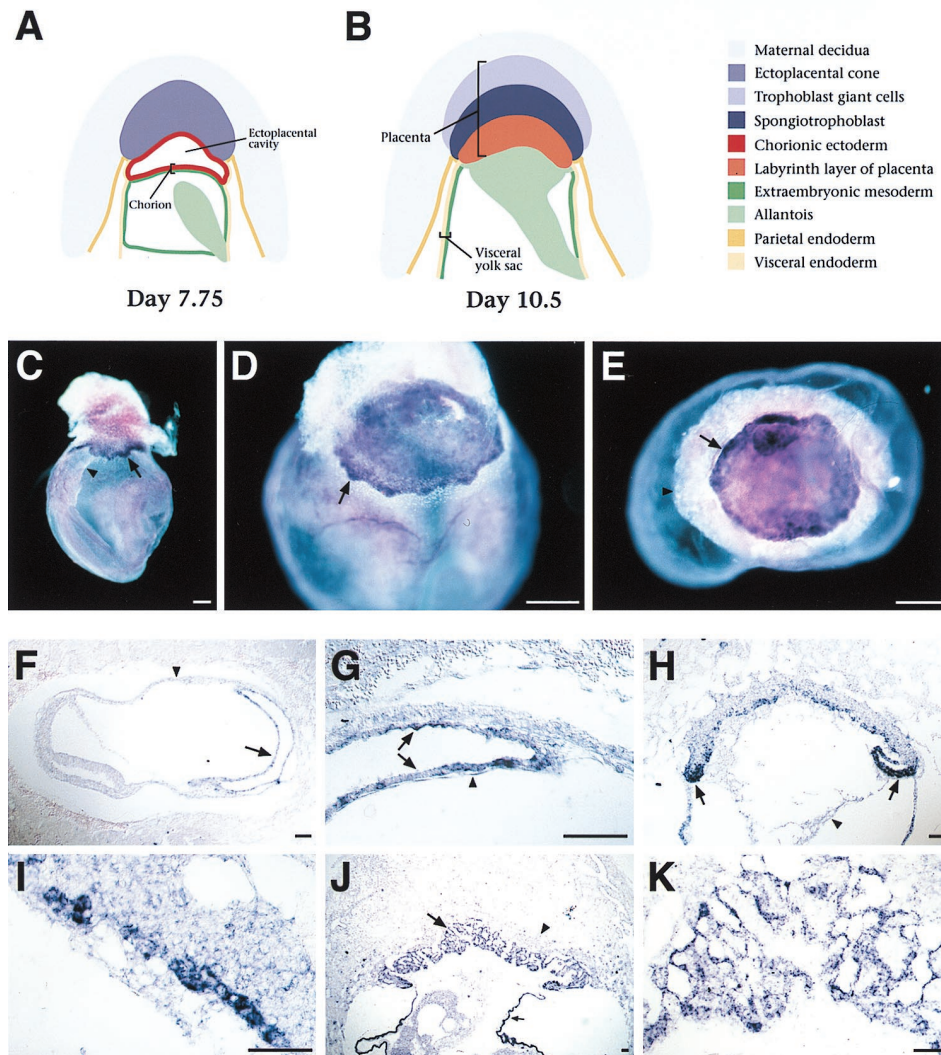 A
Ectoplacental
cavity
Chorion
Day 7.75
B
Placenta
Visceral
yolk sac
Day 10.5
Maternal decidua
Ectoplacental cone
Trophoblast giant cells
Spongiotrophoblast
Chorionic ectoderm
Labyrinth layer of placenta
Extraembryonic mesoderm
Allantois
Parietal endoderm
Visceral endoderm
C
D
E
F
G
H
I
J
K